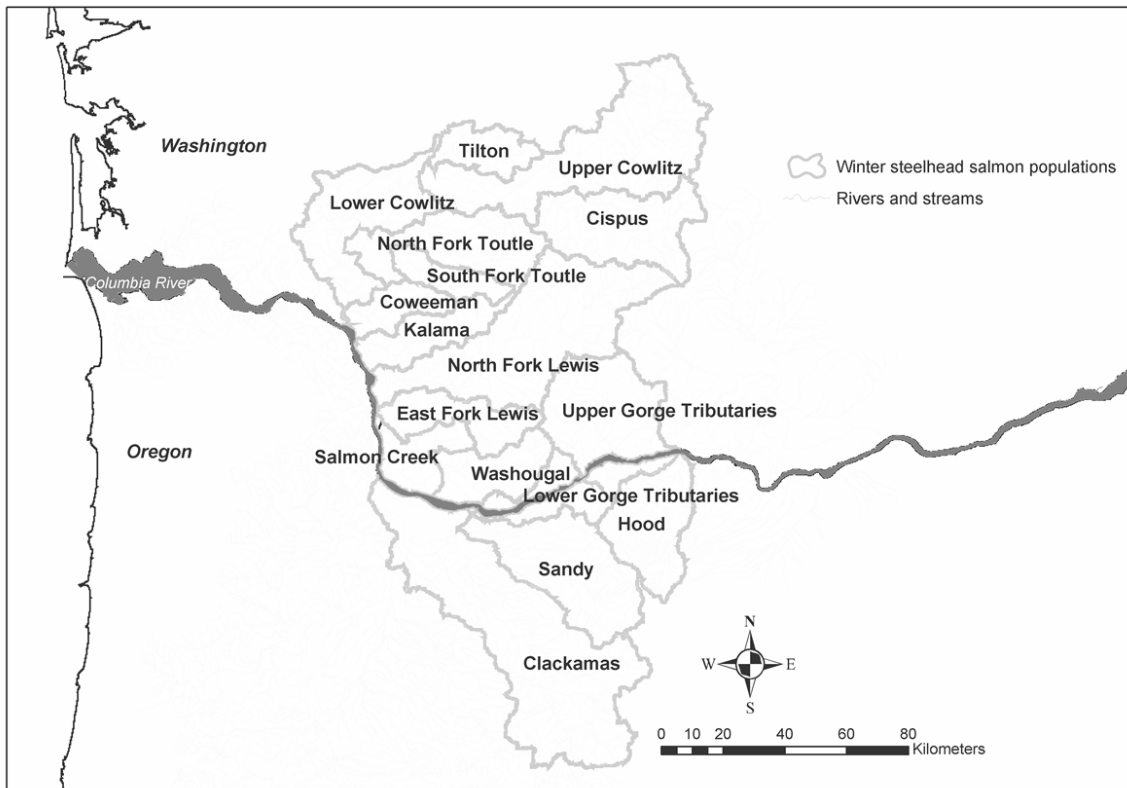 Washington
Tilton
Upper Cowlitz
Winter steelhead salmon populations
Lower Cowlitz
Rivers and streams
Cispus
North Fork Toutle
South Fork Toutle
Columbia River
Coweeman
Kalama
North Fork Lewis
East Fork Lewis
Upper Gorge Tributaries
Oregon
Salmon Creek
Washougal
Lower Gorge Tributaries
Hood
Sandy
N
Clackamas
W
E
S
0 10 20 40 60 80
Kilometers